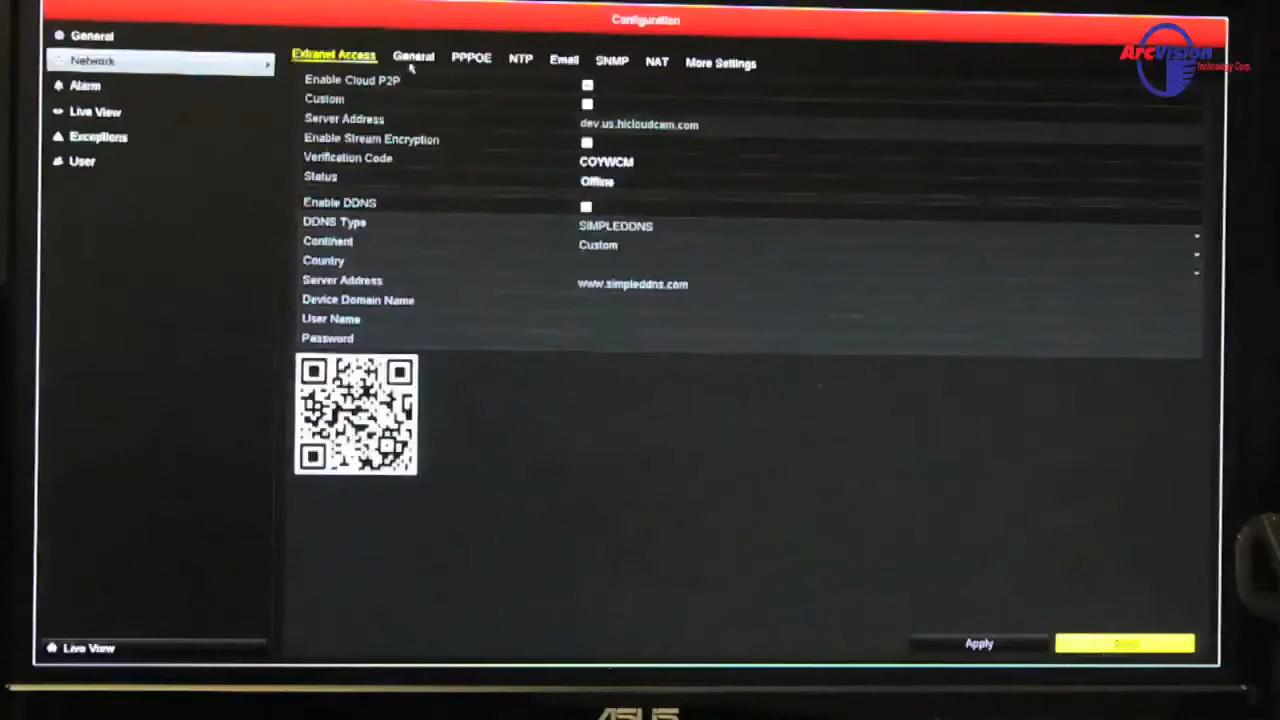 Configuration
General
Network
Alarm
Live View
Exceptions
User
Extranet Access General PPPOE NTP Email SNMP NAT More Settings
Enable Cloud P2P
Custom
Server Address dev.us.hicloudcam.com
Enable Stream Encryption
Verification Code COYWCM
Status Offline
Enable DDNS
DDNS Type SIMPLEDDNS
Continent Custom
Country
Server Address www.simpleddns.com
Device Domain Name
User Name
Password
Live View
Apply
ArcVision
Technology Corp.
ASUS